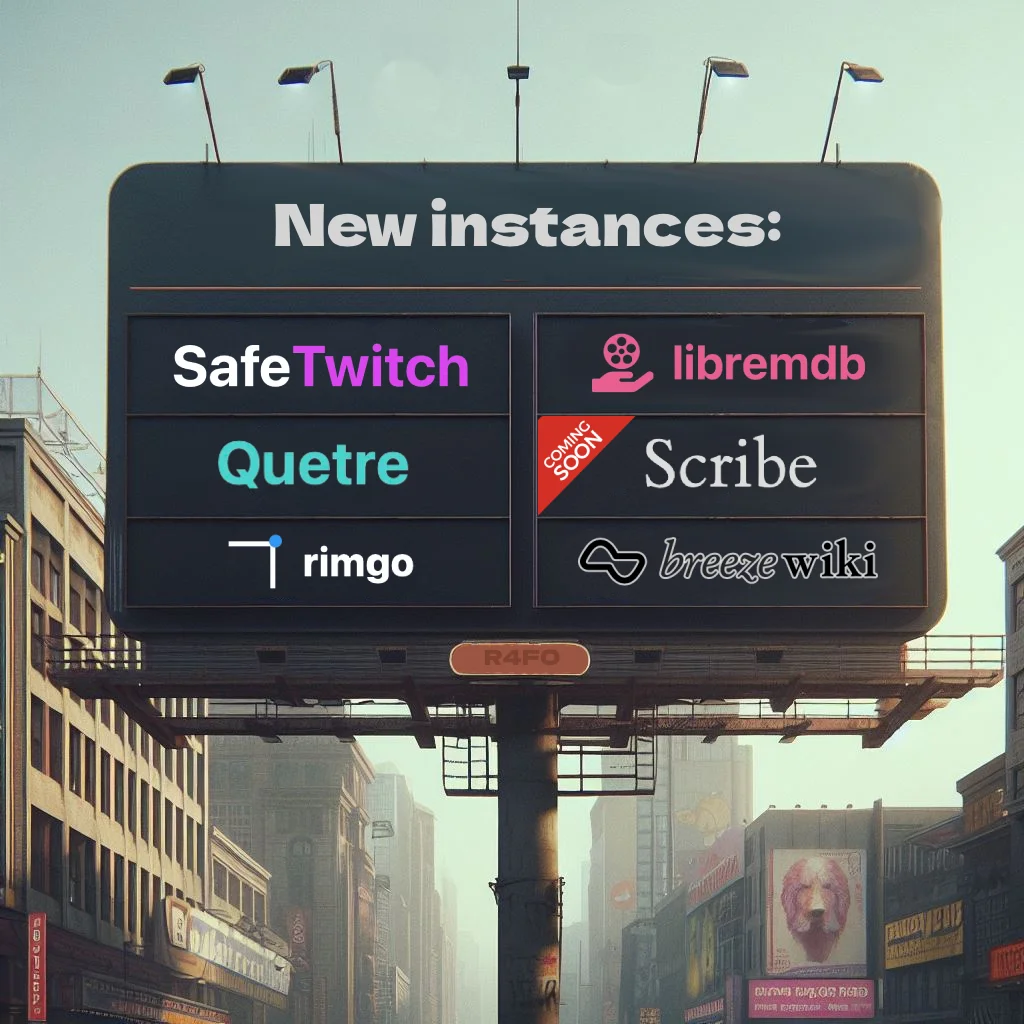 New instances:
SafeTwitch
libremdb
Quetre
COMING
SOON
Scribe
rimgo
breezewiki
R4FO